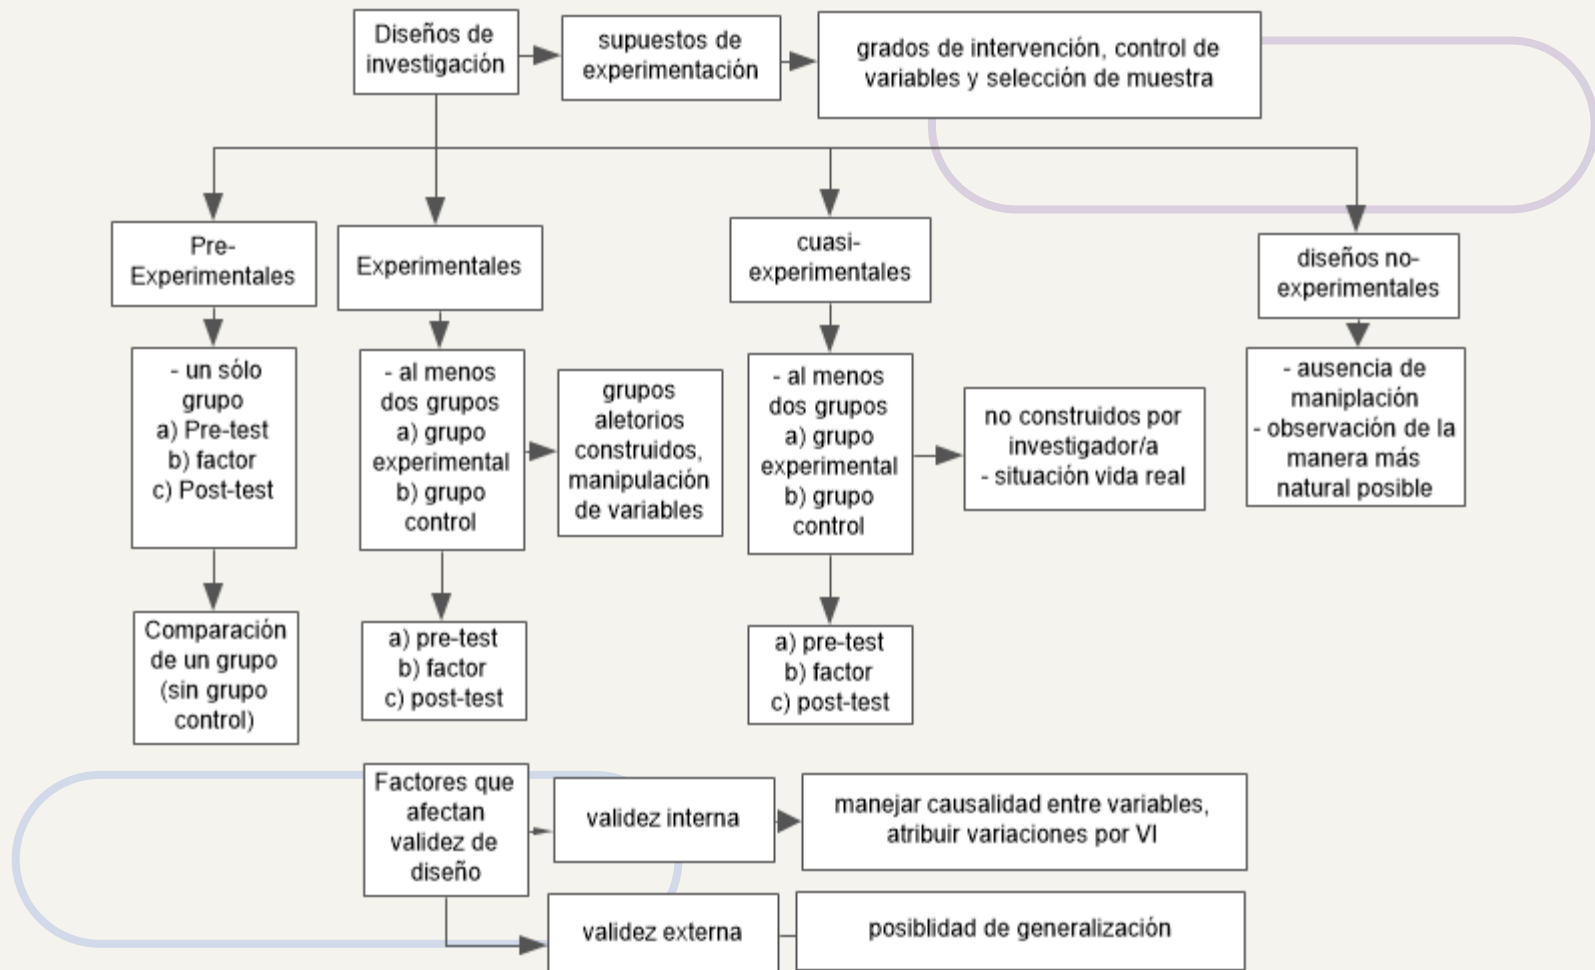 Diseños de
investigación
supuestos de
experimentación
grados de intervención, control de
variables y selección de muestra
Pre-
Experimentales
Experimentales
cuasi-
experimentales
diseños no-
experimentales
- un sólo
grupo
a) Pre-test
b) factor
c) Post-test
- al menos
dos grupos
a) grupo
experimental
b) grupo
control
grupos
aletorios
construidos,
manipulación
de variables
- al menos
dos grupos
a) grupo
experimental
b) grupo
control
no construidos por
investigador/a
- situación vida real
- ausencia de
maniplación
- observación de la
manera más
natural posible
Comparación
de un grupo
(sin grupo
control)
a) pre-test
b) factor
c) post-test
a) pre-test
b) factor
c) post-test
Factores que
afectan
validez de
diseño
validez interna
manejar causalidad entre variables,
atribuir variaciones por VI
validez externa
posiblidad de generalización